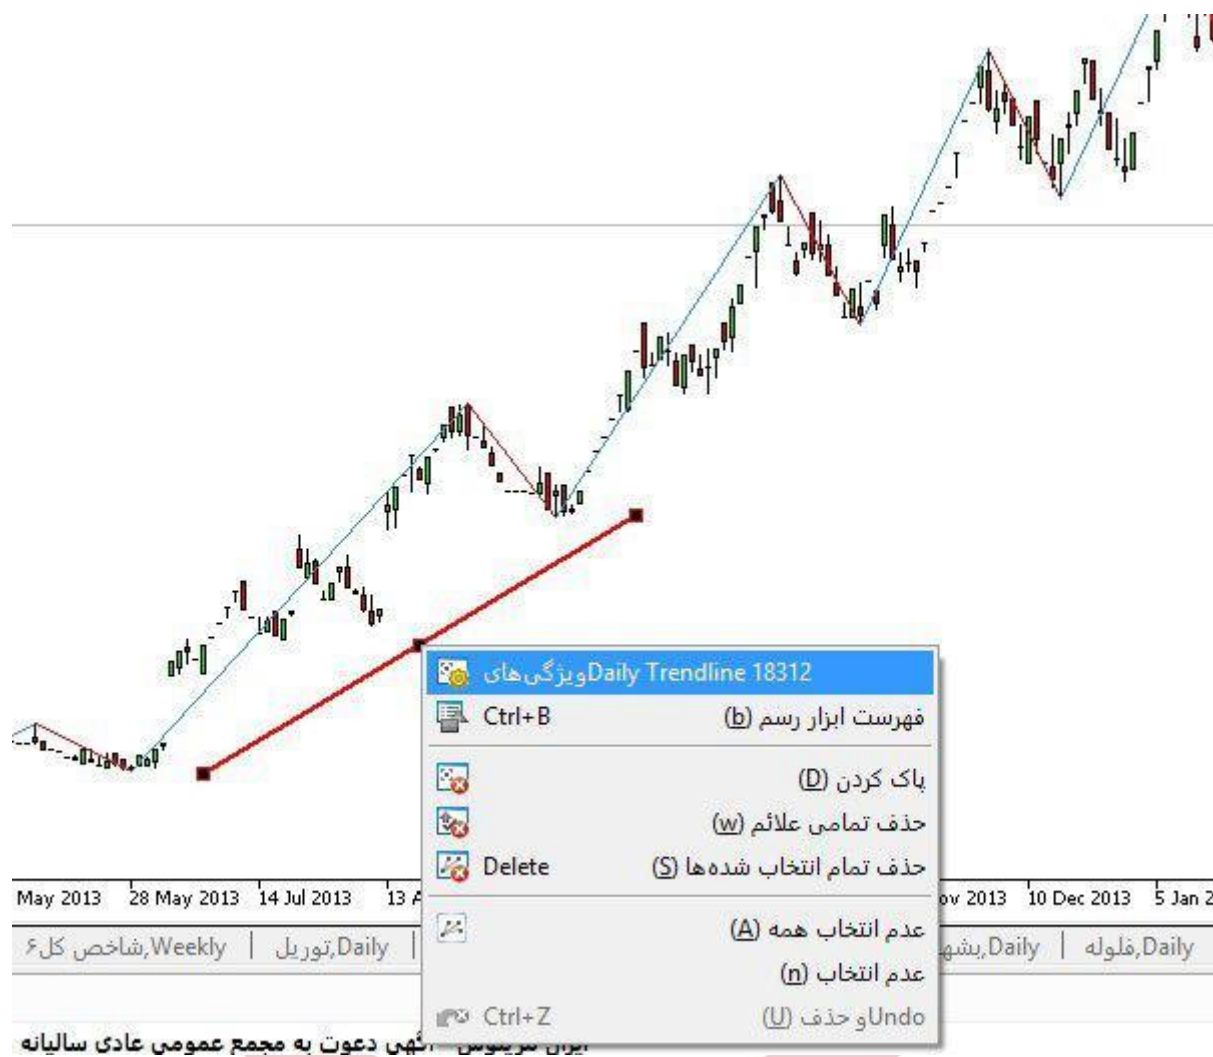 ویژگی‌های Daily Trendline 18312
فهرست ابزار رسم (b) Ctrl+B
پاک کردن (D)
حذف تمامی علائم (w)
حذف تمام انتخاب شده‌ها (S) Delete
عدم انتخاب همه (A)
عدم انتخاب (n)
Undo و حذف (U) Ctrl+Z
May 2013 28 May 2013 14 Jul 2013 13 2013 10 Dec 2013 5 Jan
شاخص کل۶,Weekly | توریل,Daily | Daily | فلوله,Daily
آگهی دعوت به مجمع عمومی عادی سالیانه